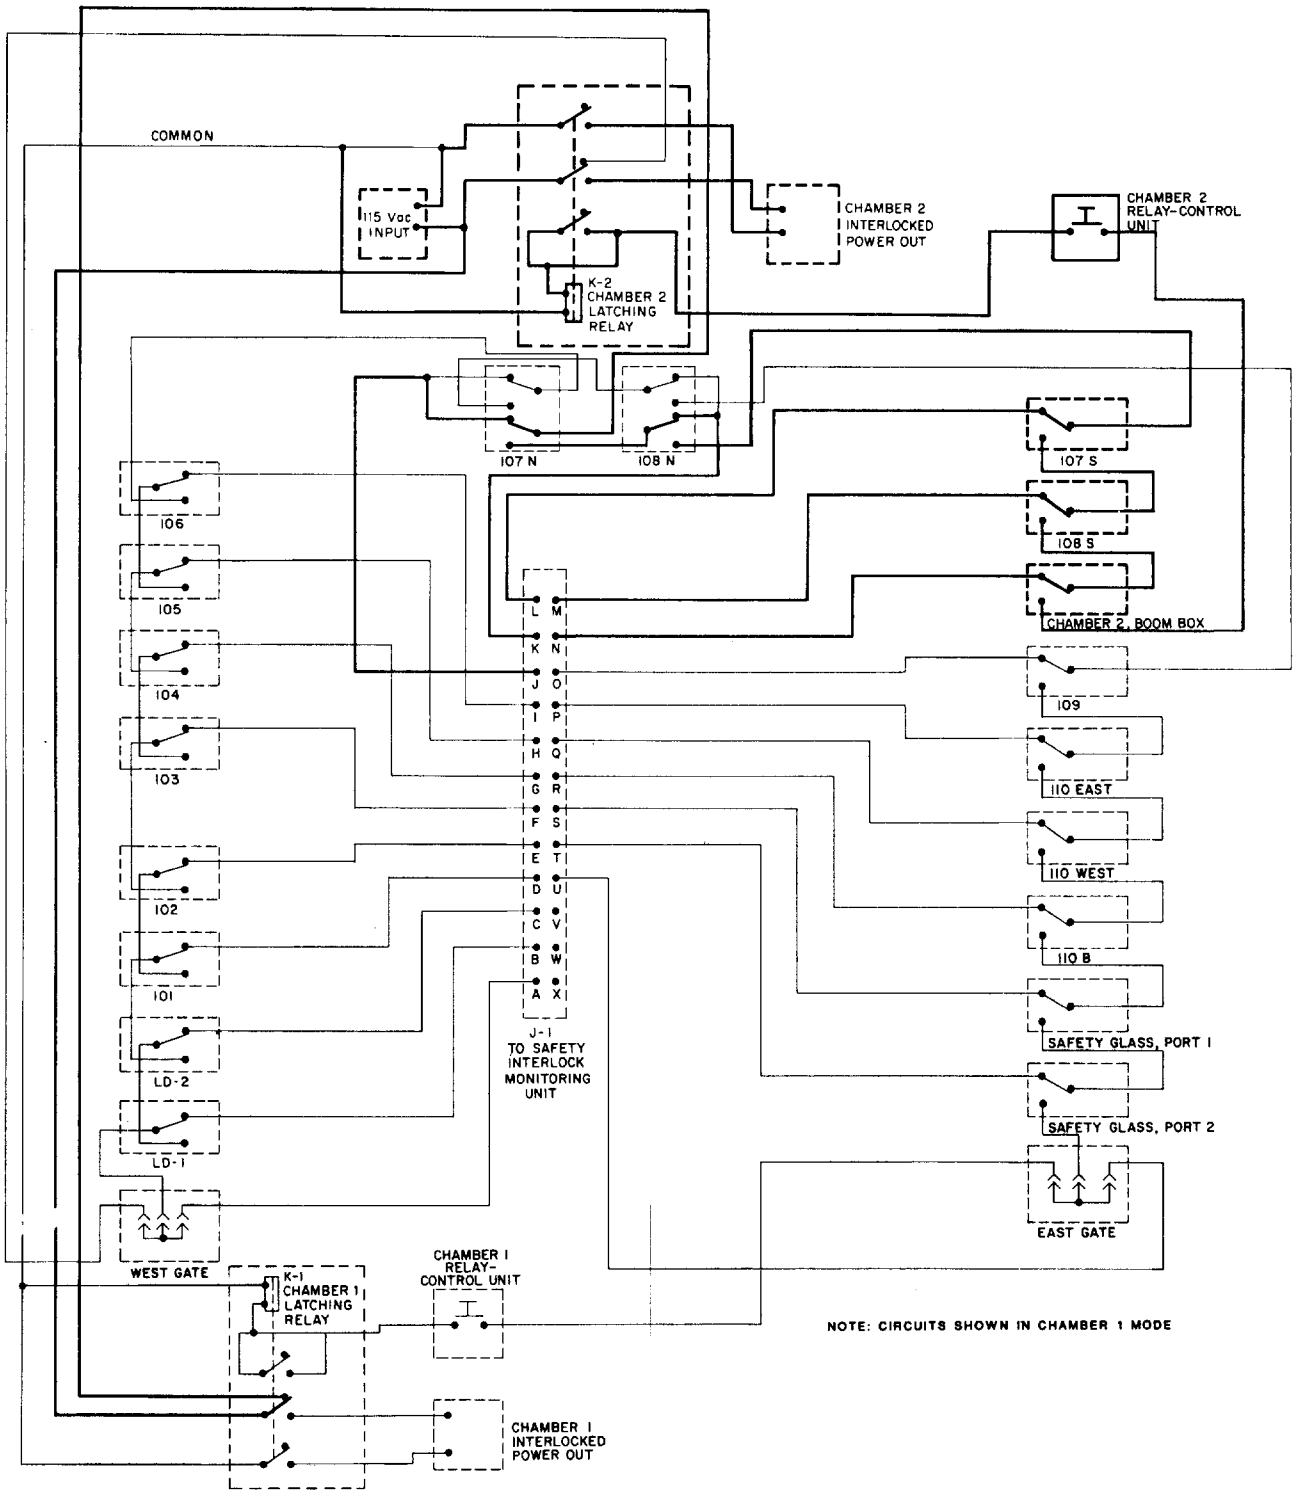 COMMON
115 Vac
INPUT
CHAMBER 2
INTERLOCKED
POWER OUT
CHAMBER 2
RELAY-CONTROL
UNIT
K-2
CHAMBER 2
LATCHING
RELAY
107 N
108 N
107 S
108 S
CHAMBER 2, BOOM BOX
109
110 EAST
110 WEST
110 B
SAFETY GLASS, PORT 1
SAFETY GLASS, PORT 2
EAST GATE
106
105
104
103
102
101
LD-2
LD-1
WEST GATE
L M
K N
J O
I P
H Q
G R
F S
E T
D U
C V
B W
A X
J-1
TO SAFETY
INTERLOCK
MONITORING
UNIT
K-1
CHAMBER 1
LATCHING
RELAY
CHAMBER 1
RELAY-
CONTROL UNIT
CHAMBER 1
INTERLOCKED
POWER OUT
NOTE: CIRCUITS SHOWN IN CHAMBER 1 MODE